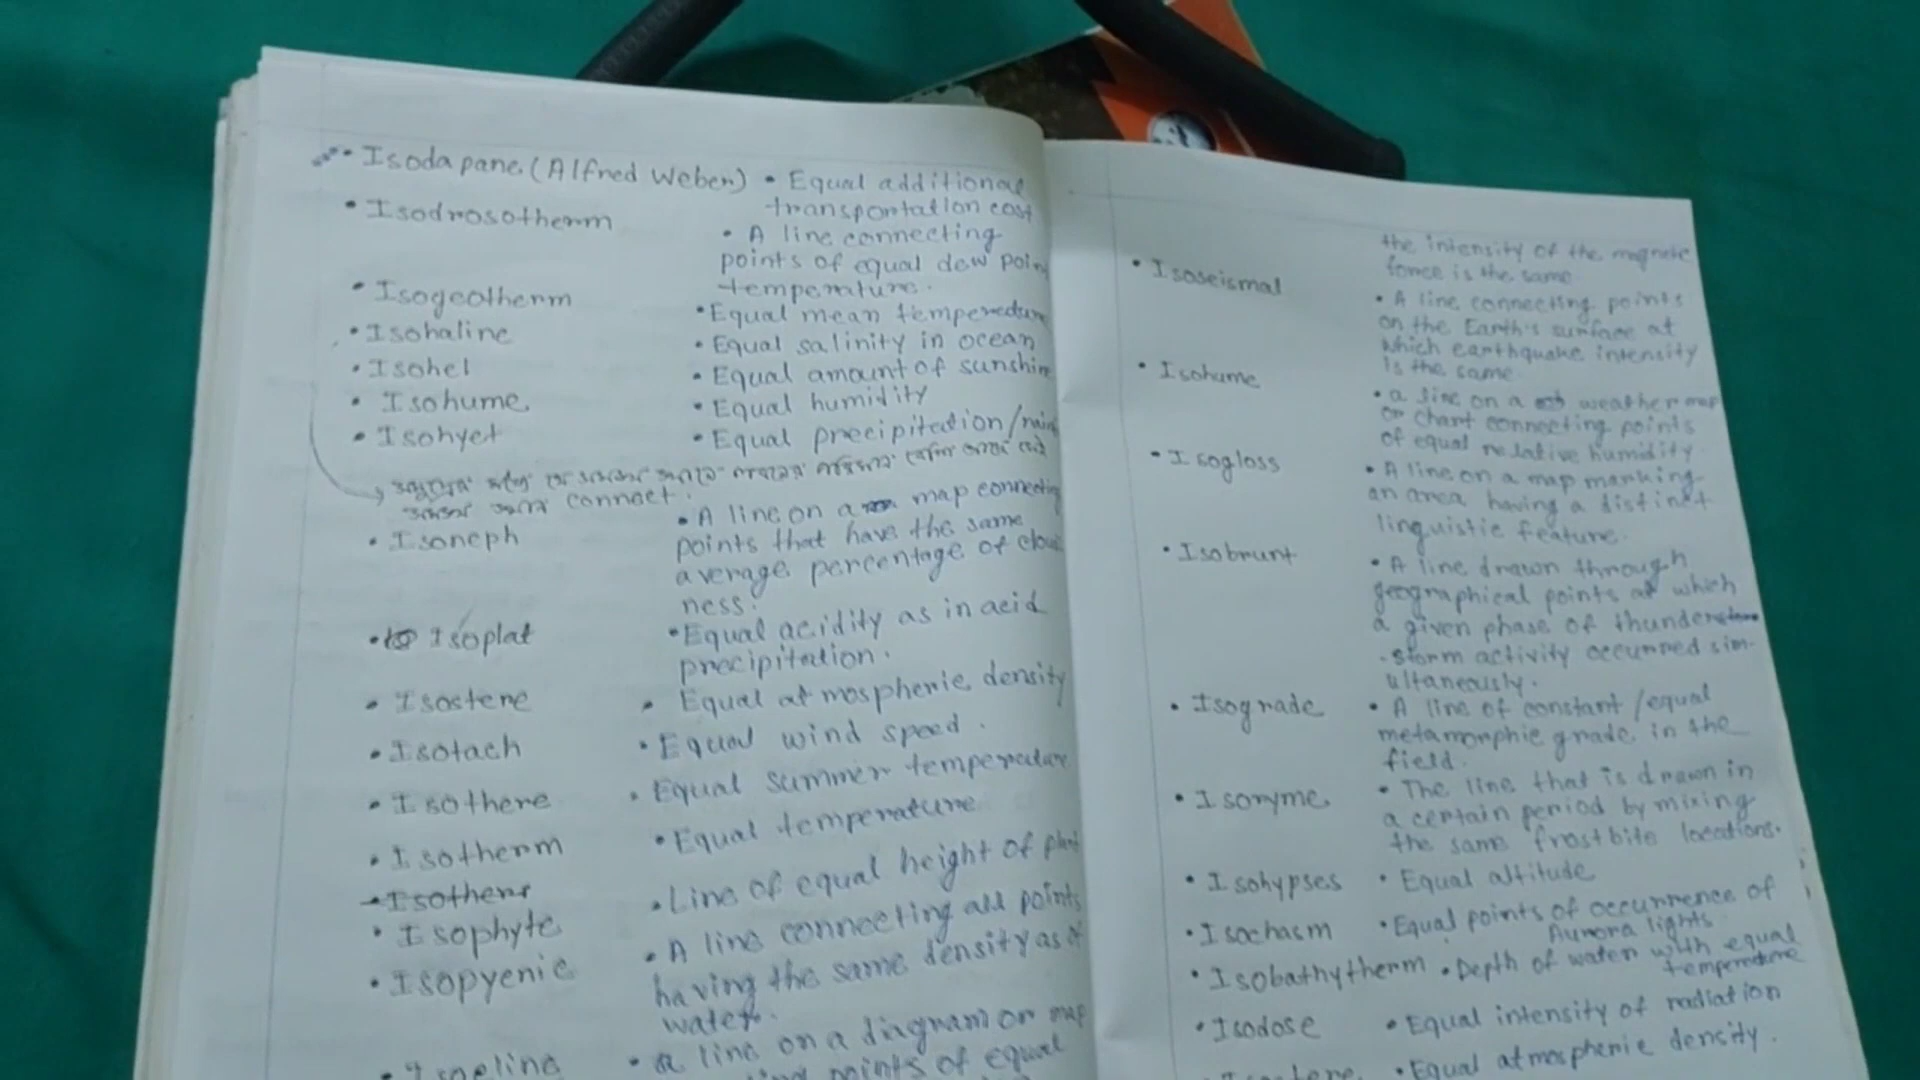 • Isodapane (Alfred Weber) • Equal additional
transportation cost
• Isodrosotherm • A line connecting
points of equal dew poin
temperature.
• Isogeotherm • Equal mean temperature
• Isohaline • Equal salinity in ocean
• Isohel • Equal amount of sunshin
• Isohume • Equal humidity
• Isohyet • Equal precipitation/rain
connect.
• Isoneph • A line on a map connecting
points that have the same
average percentage of clou
ness.
• Isoplat • Equal acidity as in acid
precipitation.
• Isostene • Equal atmospheric density
• Isotach • Equal wind speed.
• Isothere • Equal summer temperature
• Isotherm • Equal temperature
• Isothers
• Isophyte • Line of equal height of plant
• Isopyenic • A line connecting all points
having the same density as of
water.
• a line on a diagram or map
points of equal
the intensity of the magnetic
force is the same
• Isoseismal • A line connecting points
on the Earth's surface at
which earthquake intensity
is the same.
• Isohume • a line on a weather map
or chart connecting points
of equal relative humidity
• Isogloss • A line on a map marking
an area having a distinct
linguistic feature.
• Isobrunt • A line drawn through
geographical points at which
a given phase of thunder
-storm activity occurred sim-
ultaneously.
• Isograde • A line of constant/equal
metamorphic grade in the
field.
• Isoryme • The line that is drawn in
a certain period by mixing
the same frostbite locations.
• Isohypses • Equal altitude
• Isochasm • Equal points of occurrence of
Aurora lights
• Isobathytherm • Depth of water with equal
temperature
• Isodose • Equal intensity of radiation
• Equal atmospheric density.